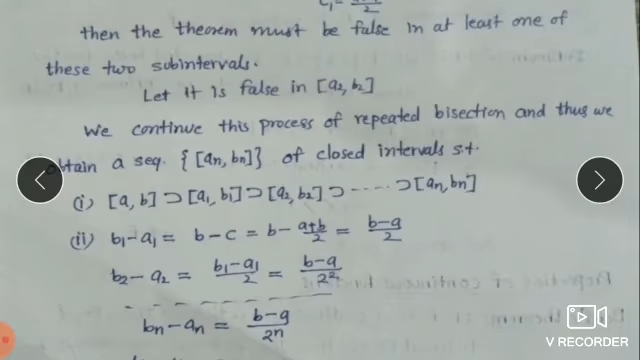 then the theorem must be false in at least one of
these two subintervals.
Let it is false in [a₂, b₂]
We continue this process of repeated bisection and thus we
obtain a seq. {[an, bn]} of closed intervals s.t.
(i) [a, b] ⊃ [a₁, b₁] ⊃ [a₂, b₂] ⊃ ----- ⊃ [an, bn]
(ii) b₁-a₁ = b-c = b- a+b/2 = b-a/2
b₂-a₂ = b₁-a₁/2 = b-a/2²
bn-an = b-a/2ⁿ
V RECORDER